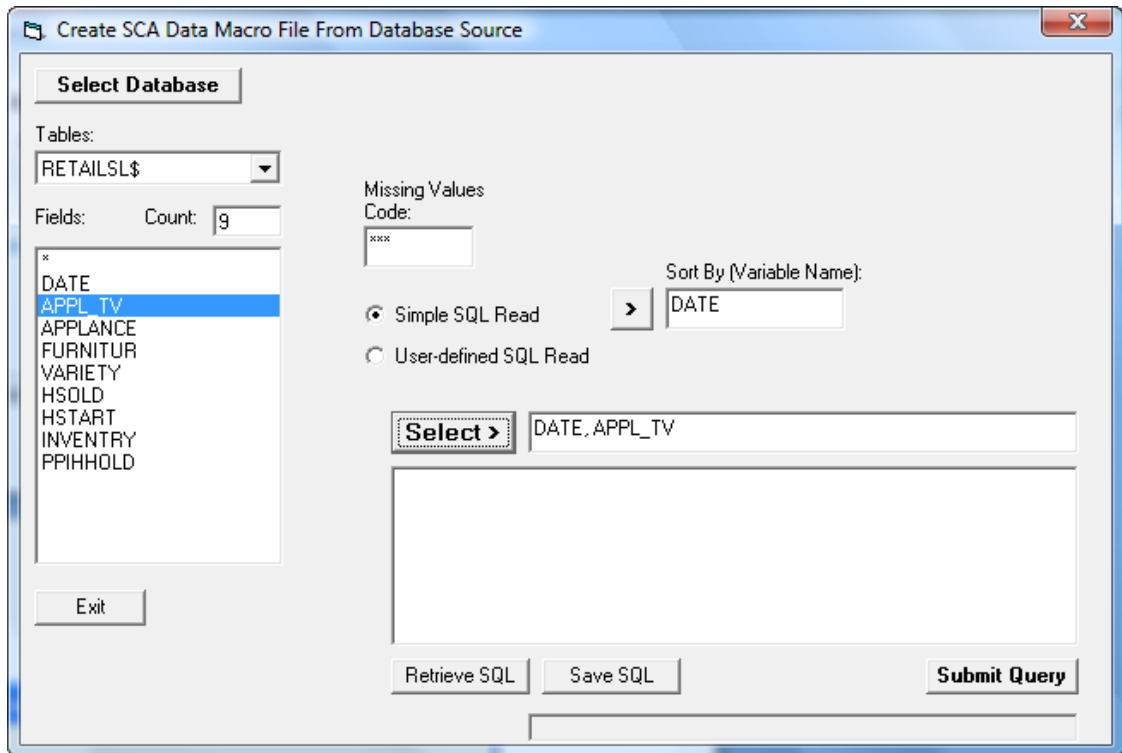 Create SCA Data Macro File From Database Source
X
Select Database
Tables:
RETAILSL$
Fields:
Count:
9
*
DATE
APPL_TV
APPLANCE
FURNITUR
VARIETY
HSOLD
HSTART
INVENTRY
PPIHHOLD
Exit
Missing Values
Code:
***
Simple SQL Read
User-defined SQL Read
>
Sort By (Variable Name):
DATE
Select >
DATE, APPL_TV
Retrieve SQL
Save SQL
Submit Query